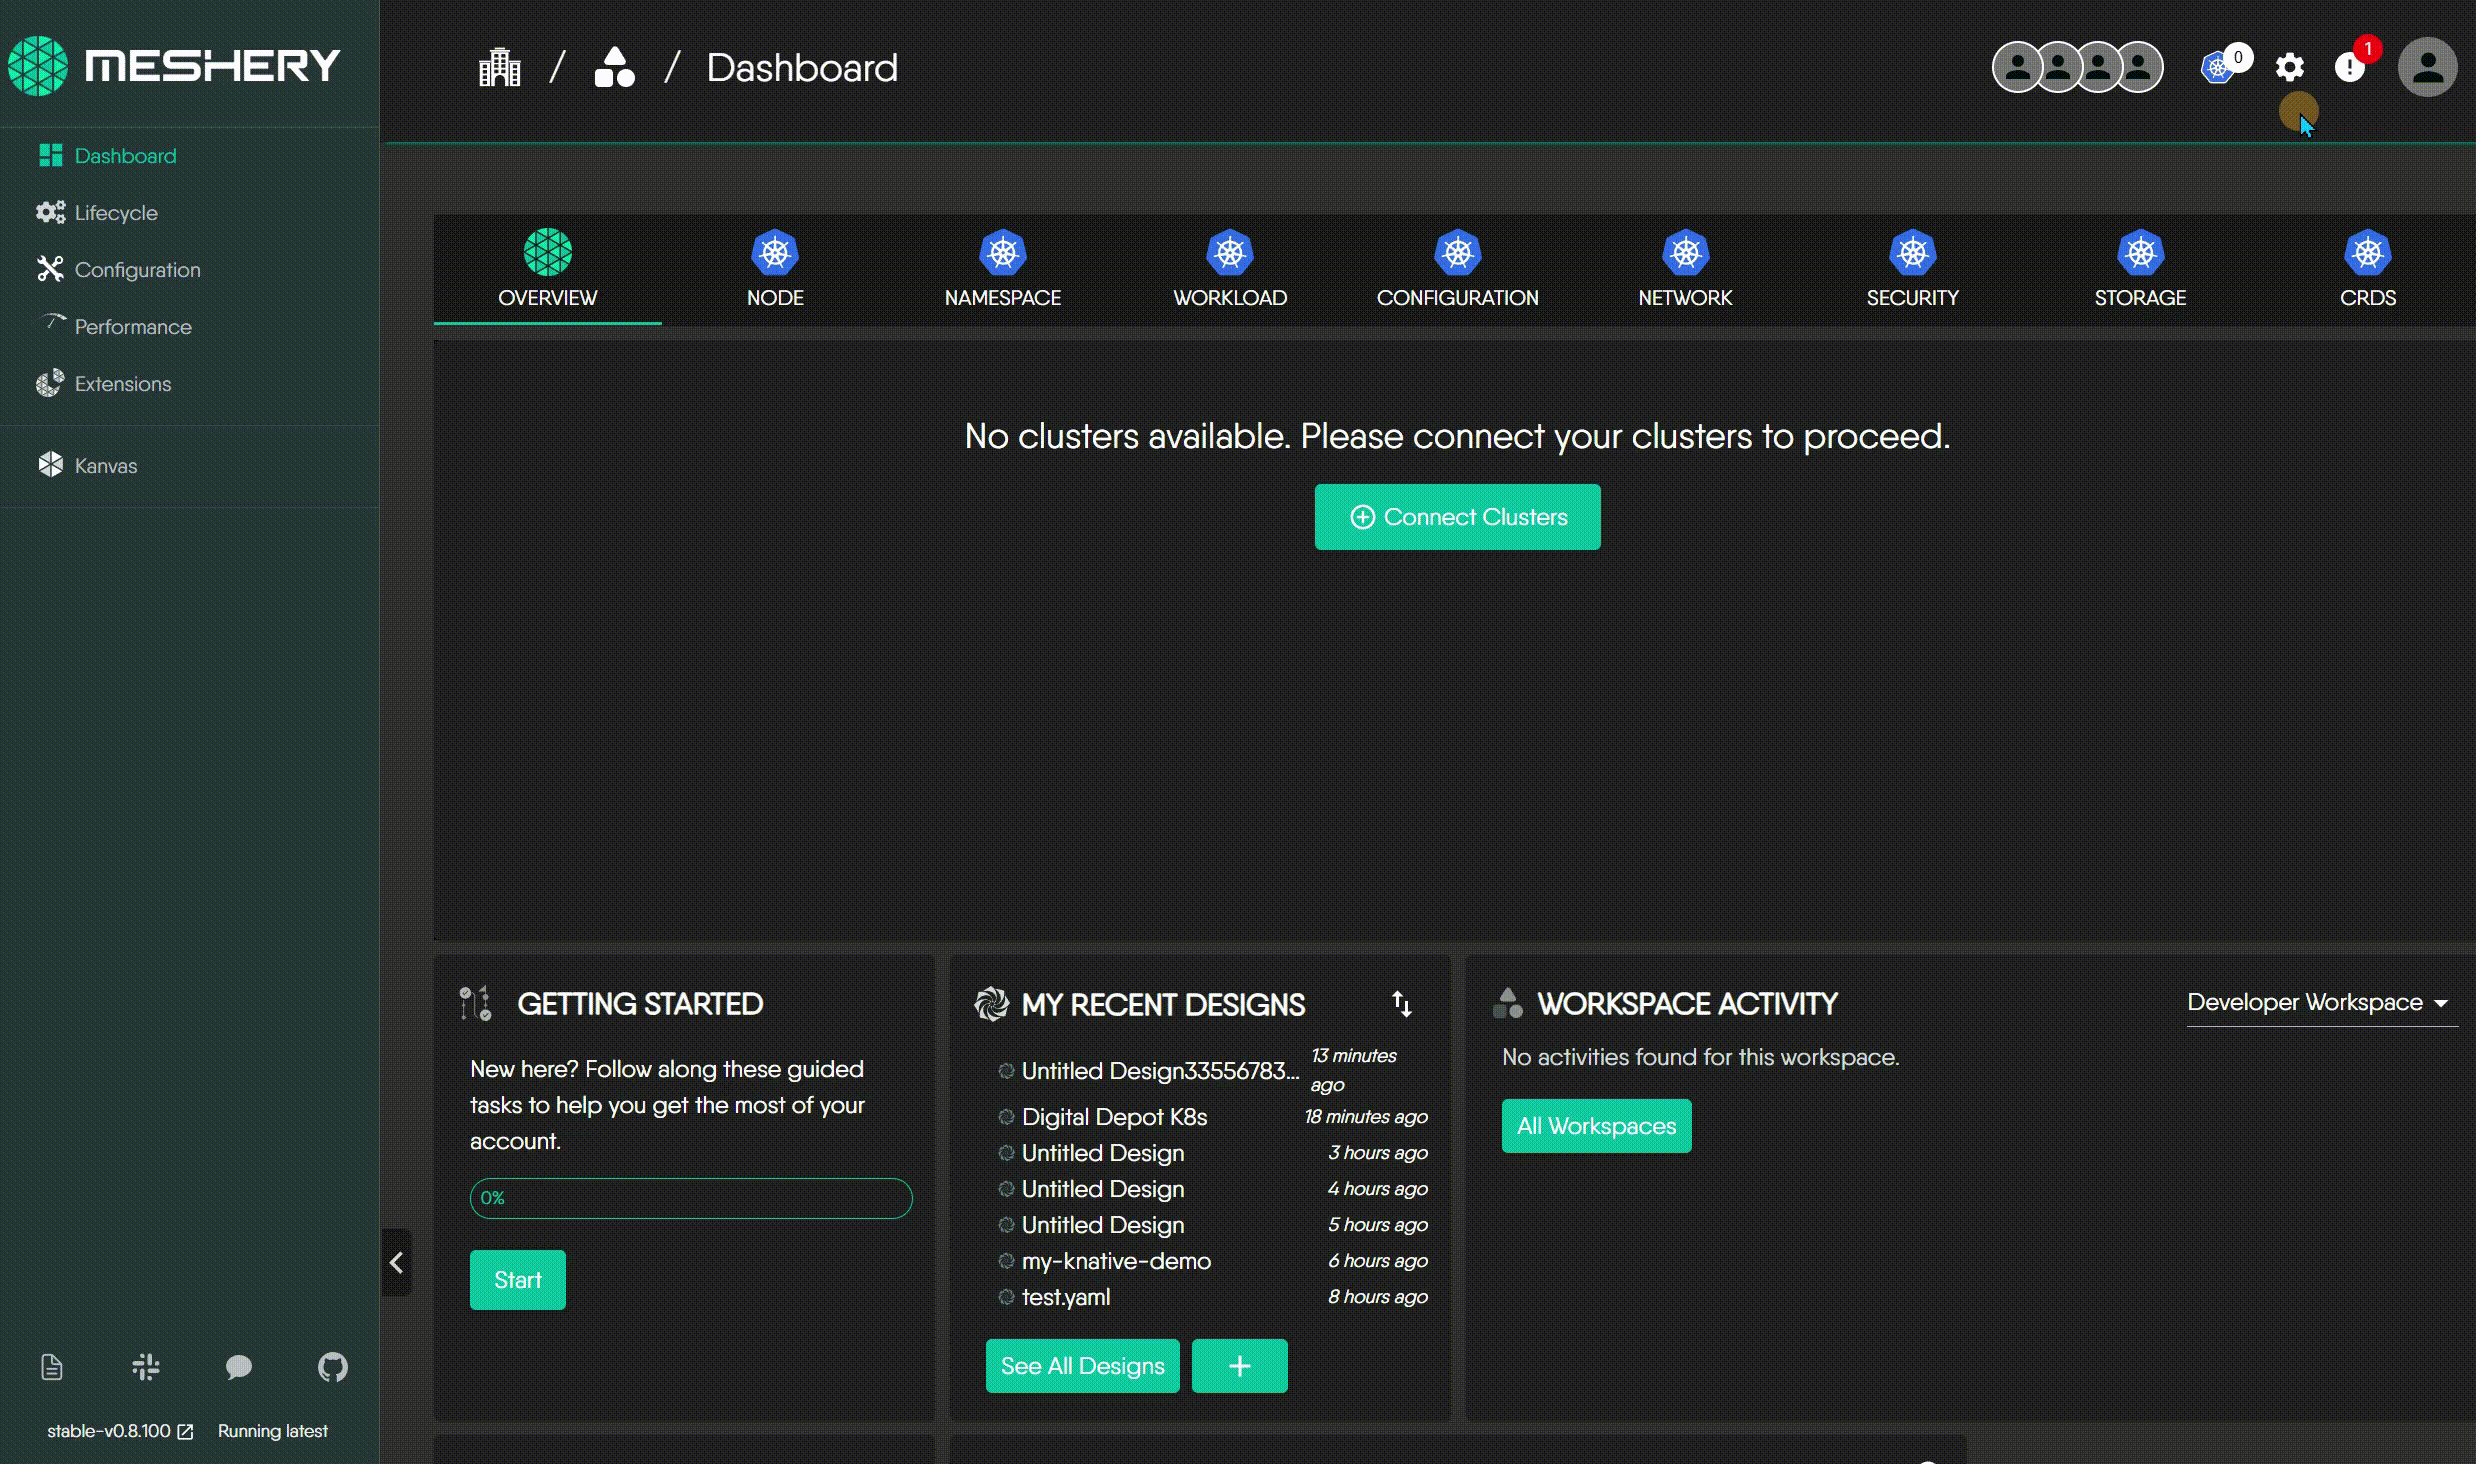 MESHERY
Dashboard
Lifecycle
Configuration
Performance
Extensions
Kanvas
stable-v0.8.100 Running latest
/ / Dashboard
0
1
OVERVIEW NODE NAMESPACE WORKLOAD CONFIGURATION NETWORK SECURITY STORAGE CRDS
No clusters available. Please connect your clusters to proceed.
Connect Clusters
GETTING STARTED
New here? Follow along these guided
tasks to help you get the most of your
account.
0%
Start
MY RECENT DESIGNS
Untitled Design33556783... 13 minutes
ago
Digital Depot K8s 18 minutes ago
Untitled Design 3 hours ago
Untitled Design 4 hours ago
Untitled Design 5 hours ago
my-knative-demo 6 hours ago
test.yaml 8 hours ago
See All Designs +
WORKSPACE ACTIVITY
Developer Workspace
No activities found for this workspace.
All Workspaces